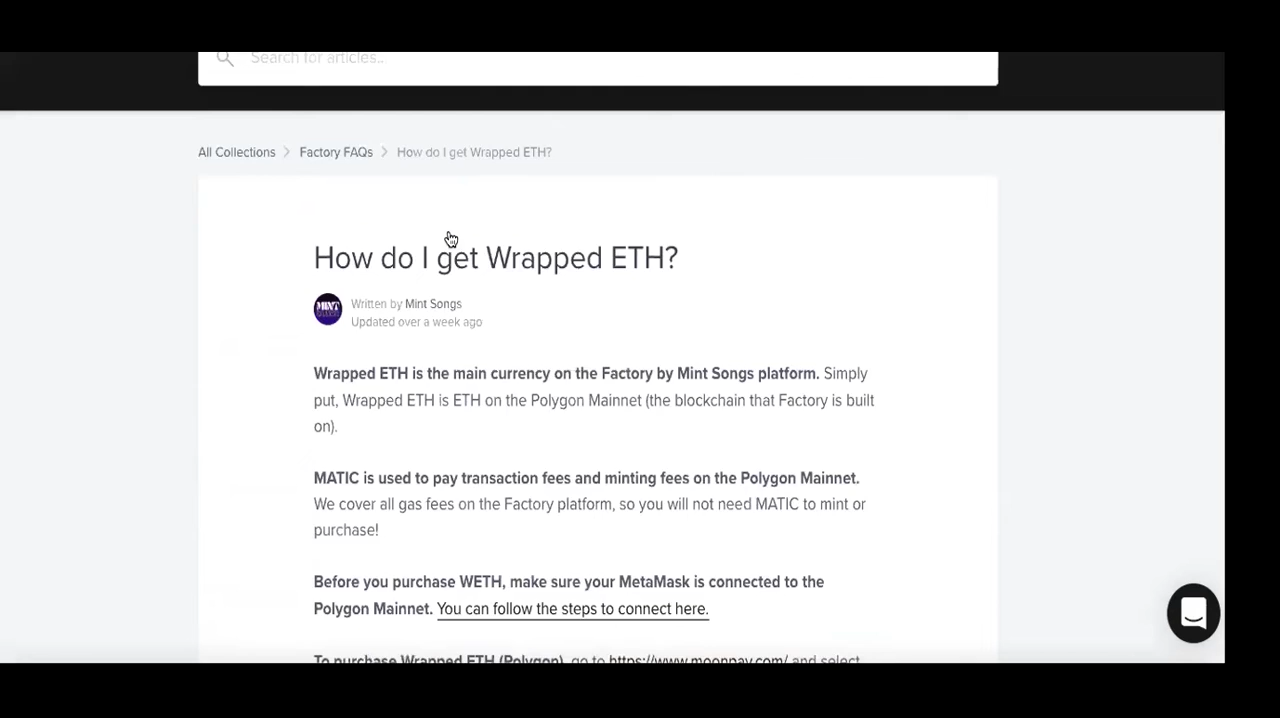 Search for articles...
All Collections > Factory FAQs > How do I get Wrapped ETH?
How do I get Wrapped ETH?
MINT
Written by Mint Songs
Updated over a week ago
Wrapped ETH is the main currency on the Factory by Mint Songs platform. Simply
put, Wrapped ETH is ETH on the Polygon Mainnet (the blockchain that Factory is built
on).
MATIC is used to pay transaction fees and minting fees on the Polygon Mainnet.
We cover all gas fees on the Factory platform, so you will not need MATIC to mint or
purchase!
Before you purchase WETH, make sure your MetaMask is connected to the
Polygon Mainnet. You can follow the steps to connect here.
To purchase Wrapped ETH (Polygon), go to https://www.moonpay.com/ and select